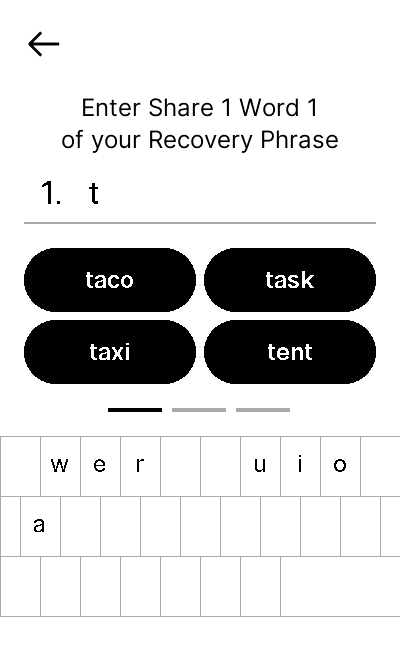 Enter Share 1 Word 1
of your Recovery Phrase
1. t
taco task
taxi tent
w e r u i o
a